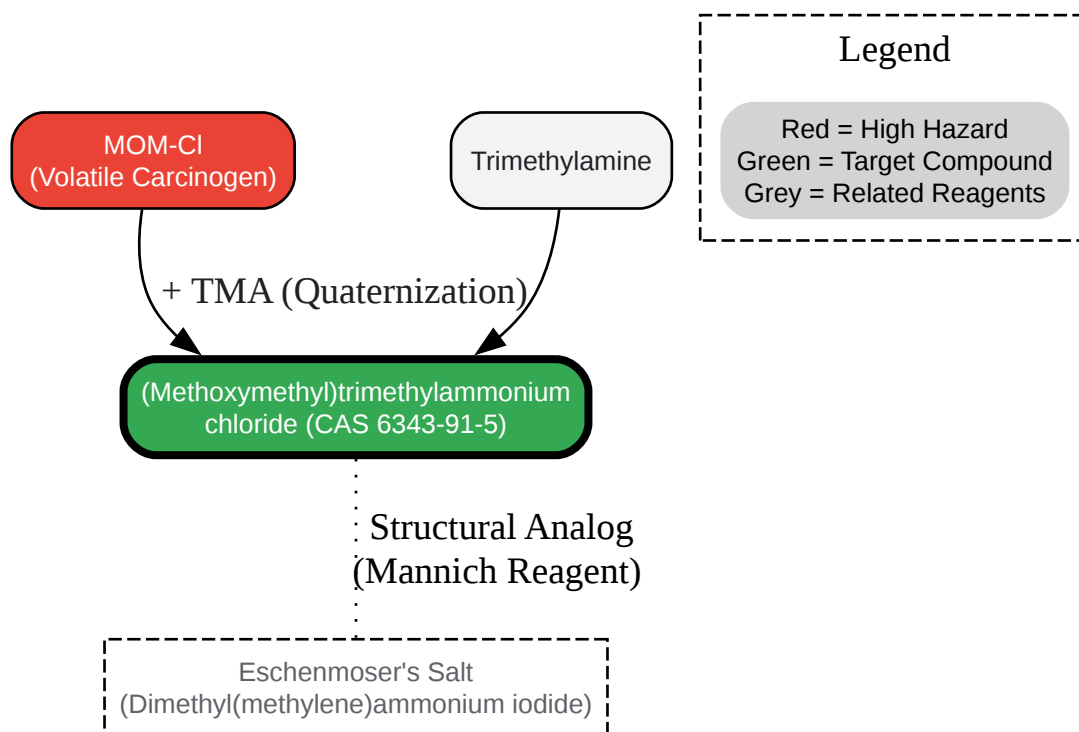 Legend
Red = High Hazard
Green = Target Compound
Grey = Related Reagents
MOM-Cl
(Volatile Carcinogen)
Trimethylamine
+ TMA (Quaternization)
(Methoxymethyl)trimethylammonium
chloride (CAS 6343-91-5)
Structural Analog
(Mannich Reagent)
Eschenmoser's Salt
(Dimethyl(methylene)ammonium iodide)